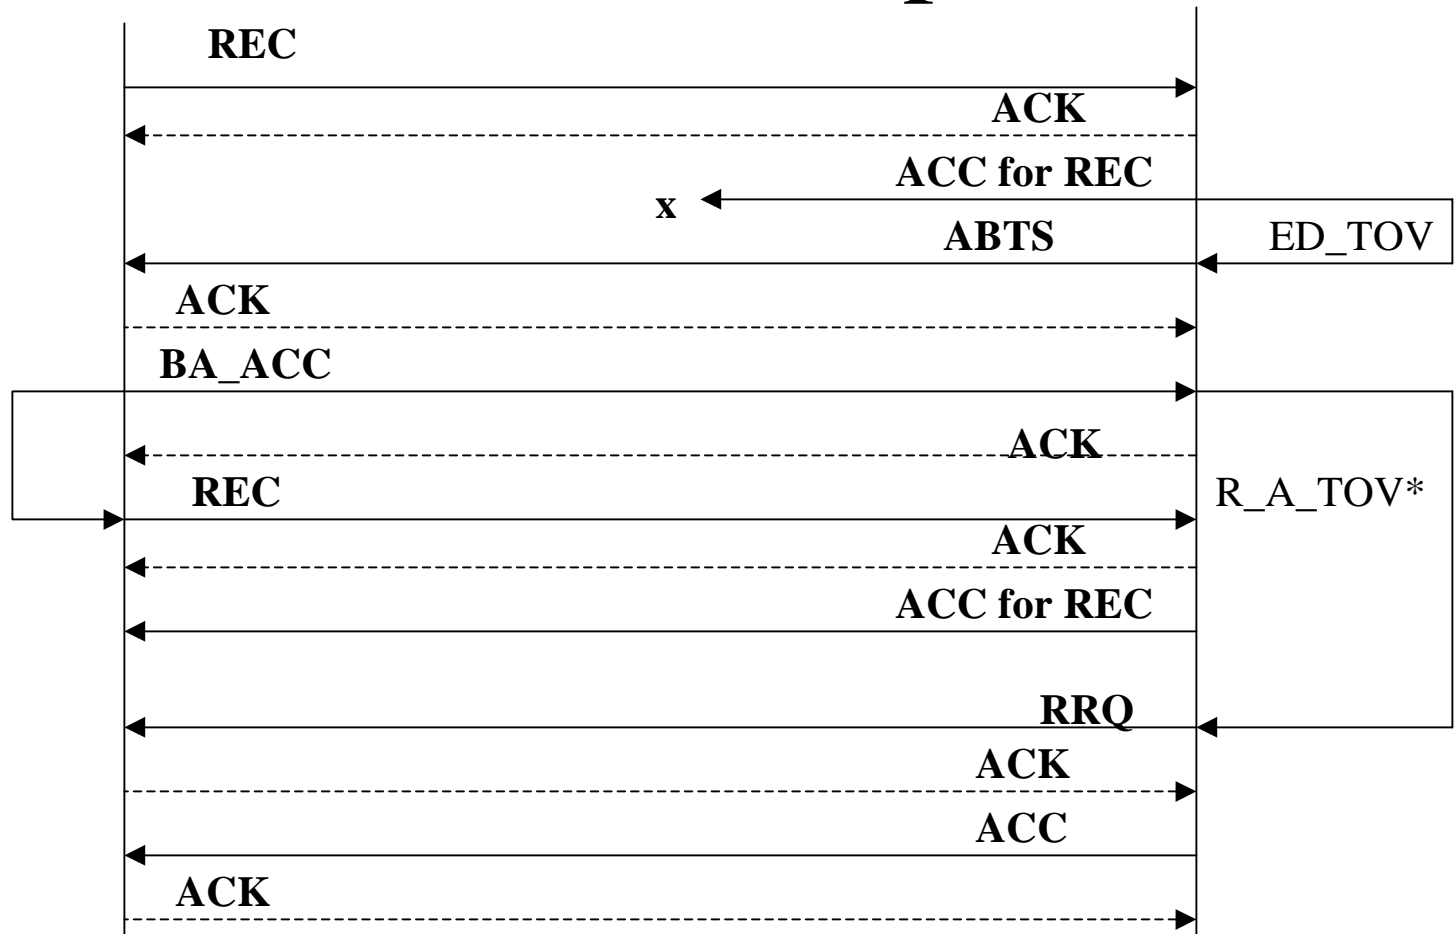 REC
ACK
ACC for REC
x
ABTS
ED_TOV
ACK
BA_ACC
ACK
REC
R_A_TOV*
ACK
ACC for REC
RRQ
ACK
ACC
ACK